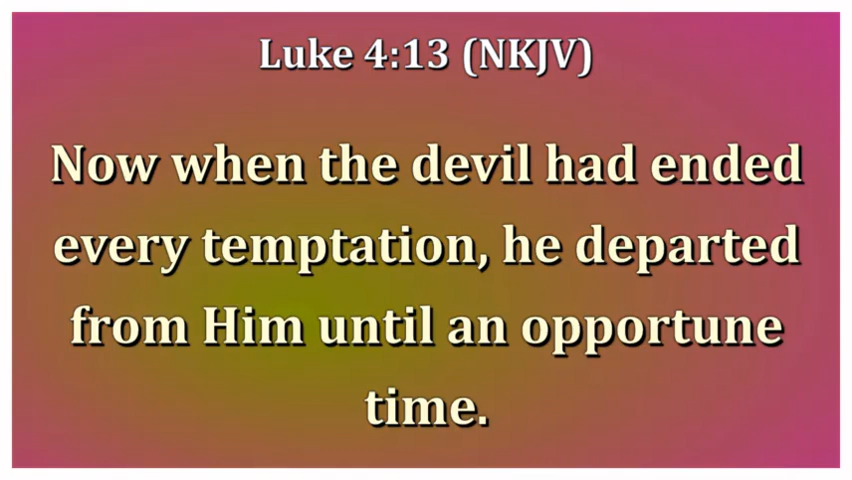 Luke 4:13 (NKJV)
Now when the devil had ended
every temptation, he departed
from Him until an opportune
time.